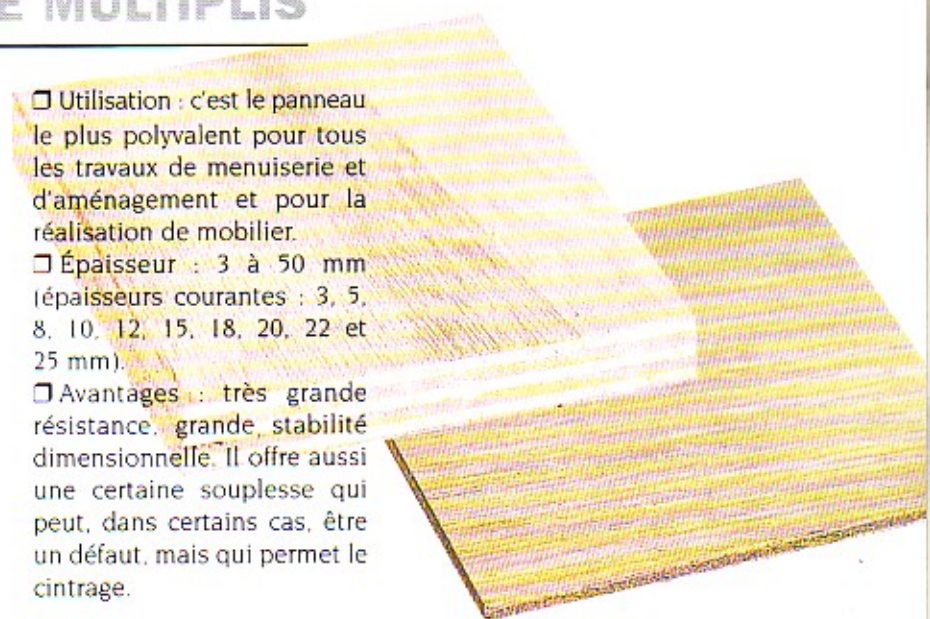 E MULTIPLIS
❒ Utilisation : c'est le panneau
le plus polyvalent pour tous
les travaux de menuiserie et
d'aménagement et pour la
réalisation de mobilier.
❒ Épaisseur : 3 à 50 mm
(épaisseurs courantes : 3, 5,
8, 10, 12, 15, 18, 20, 22 et
25 mm).
❒ Avantages : très grande
résistance, grande stabilité
dimensionnelle. Il offre aussi
une certaine souplesse qui
peut, dans certains cas, être
un défaut, mais qui permet le
cintrage.